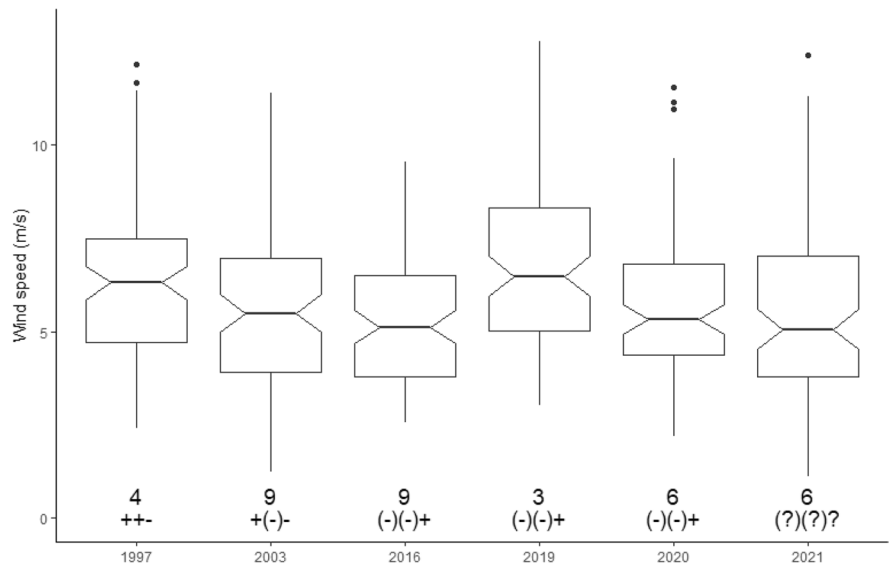 10
Wind speed (m/s)
5
4 9 9 3 6 6
++- +(-)- (-)(-)+ (-)(-)+ (-)(-)+ (?)(?)?
0
1997 2003 2016 2019 2020 2021